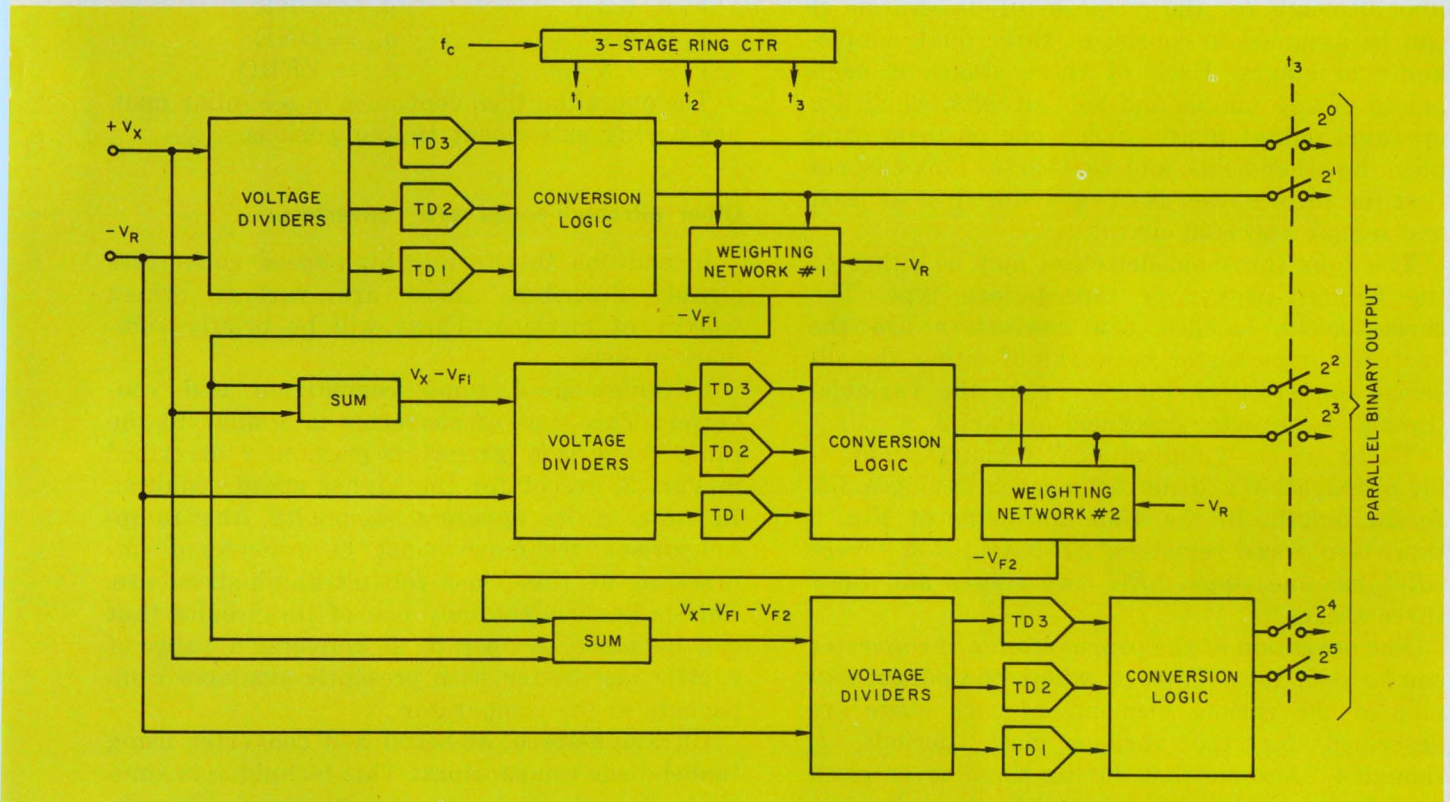 f_C
3-STAGE RING CTR
t_1
t_2
t_3
t_3
+ V_X
- V_R
VOLTAGE
DIVIDERS
TD3
TD2
TD1
CONVERSION
LOGIC
WEIGHTING
NETWORK #1
-V_R
-V_F1
2^0
2^1
SUM
V_X-V_F1
VOLTAGE
DIVIDERS
TD3
TD2
TD1
CONVERSION
LOGIC
WEIGHTING
NETWORK #2
-V_R
-V_F2
2^2
2^3
SUM
V_X-V_F1-V_F2
VOLTAGE
DIVIDERS
TD3
TD2
TD1
CONVERSION
LOGIC
2^4
2^5
PARALLEL BINARY OUTPUT